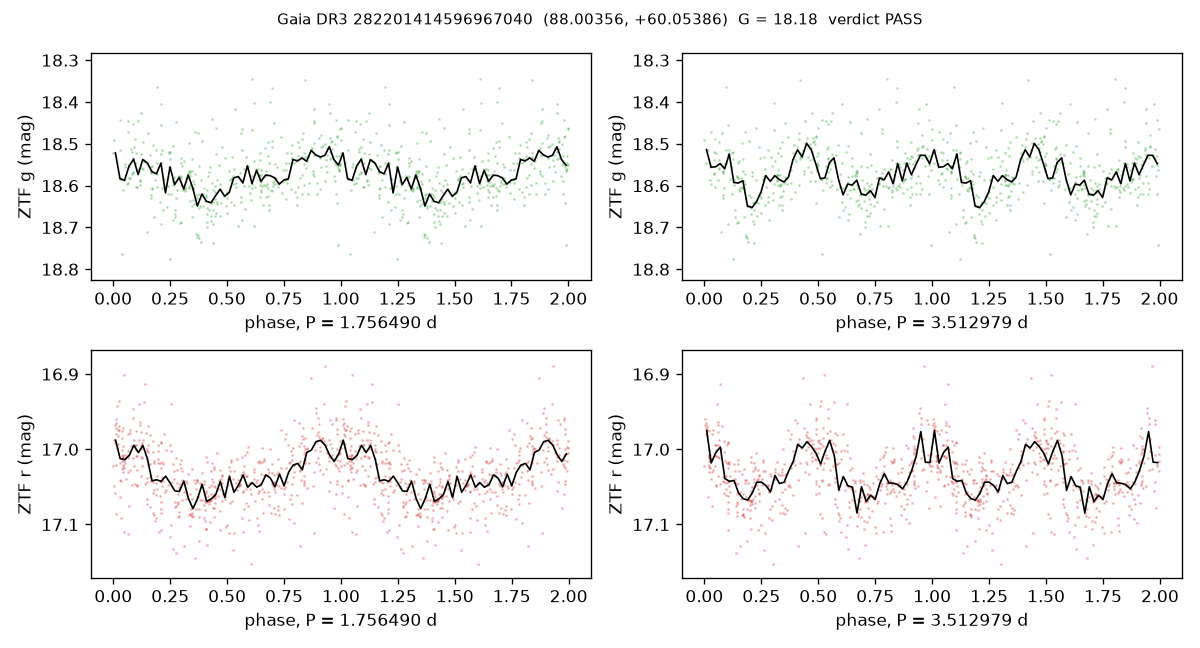 Gaia DR3 282201414596967040 (88.00356, +60.05386) G = 18.18 verdict PASS
ZTF g (mag)
18.3
18.4
18.5
18.6
18.7
18.8
0.00 0.25 0.50 0.75 1.00 1.25 1.50 1.75 2.00
phase, P = 1.756490 d
ZTF g (mag)
18.3
18.4
18.5
18.6
18.7
18.8
0.00 0.25 0.50 0.75 1.00 1.25 1.50 1.75 2.00
phase, P = 3.512979 d
ZTF r (mag)
16.9
17.0
17.1
0.00 0.25 0.50 0.75 1.00 1.25 1.50 1.75 2.00
phase, P = 1.756490 d
ZTF r (mag)
16.9
17.0
17.1
0.00 0.25 0.50 0.75 1.00 1.25 1.50 1.75 2.00
phase, P = 3.512979 d